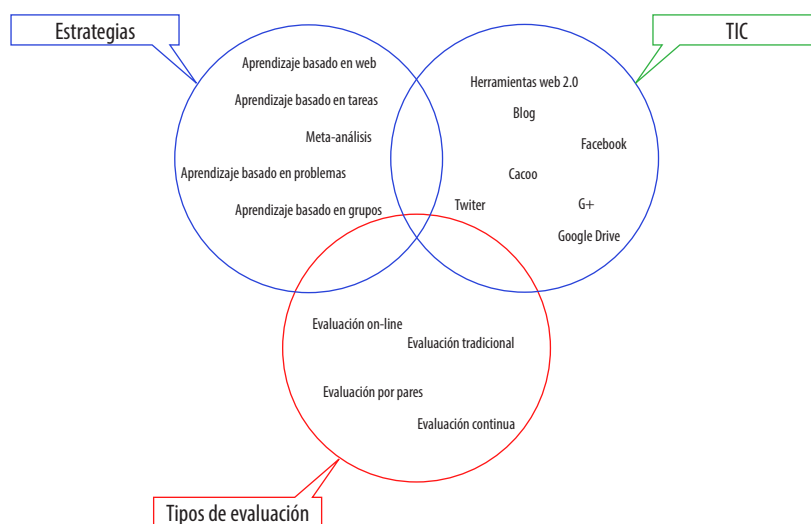 Estrategias
TIC
Aprendizaje basado en web
Aprendizaje basado en tareas
Meta-análisis
Aprendizaje basado en problemas
Aprendizaje basado en grupos
Herramientas web 2.0
Blog
Facebook
Cacoo
Twiter
G+
Google Drive
Evaluación on-line
Evaluación tradicional
Evaluación por pares
Evaluación continua
Tipos de evaluación